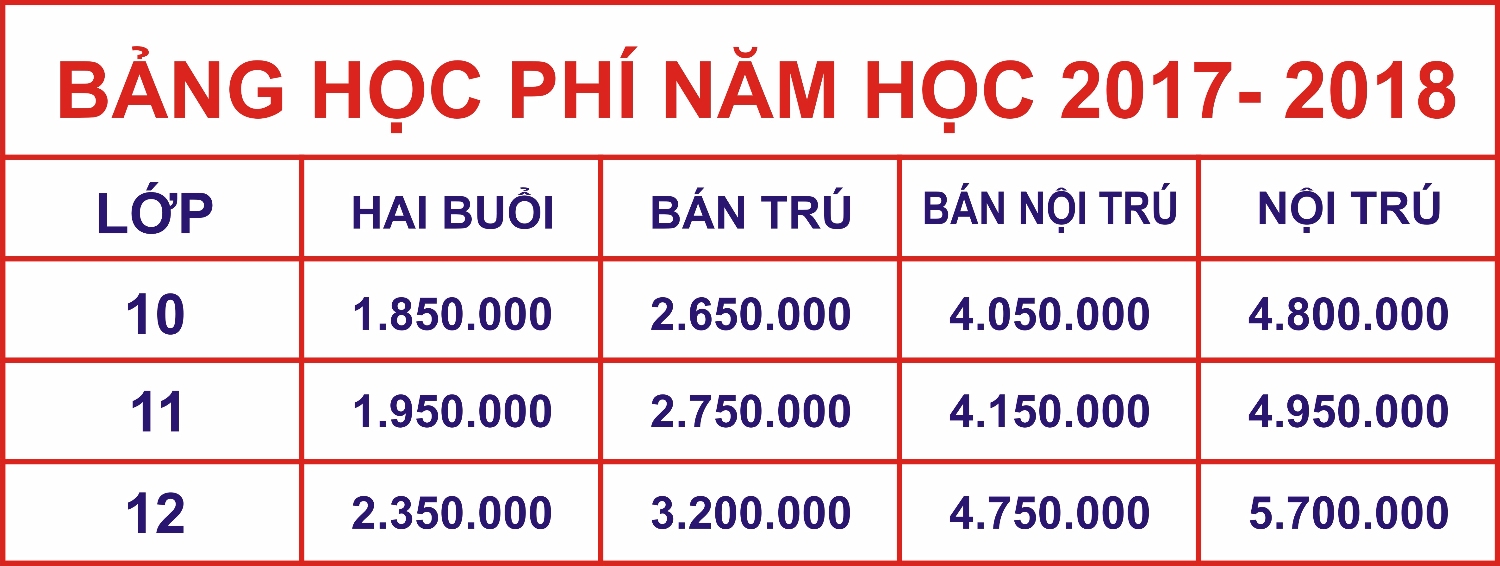 BẢNG HỌC PHÍ NĂM HỌC 2017- 2018
LỚP HAI BUỔI BÁN TRÚ BÁN NỘI TRÚ NỘI TRÚ
10 1.850.000 2.650.000 4.050.000 4.800.000
11 1.950.000 2.750.000 4.150.000 4.950.000
12 2.350.000 3.200.000 4.750.000 5.700.000